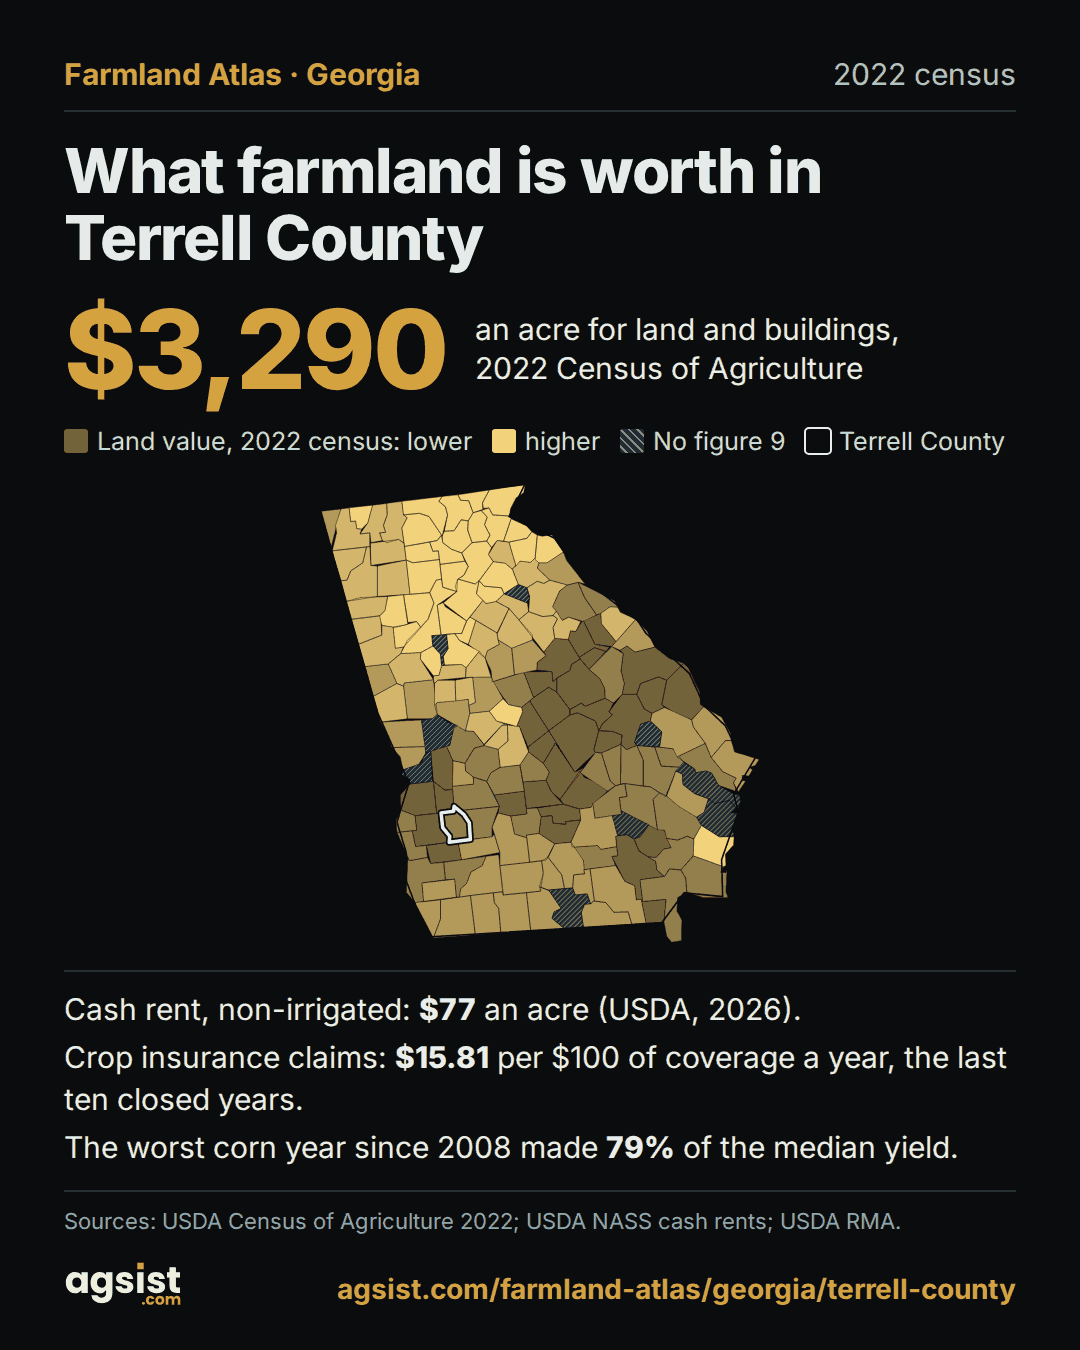 Farmland Atlas · Georgia
2022 census
What farmland is worth in
Terrell County
$3,290
an acre for land and buildings,
2022 Census of Agriculture
Land value, 2022 census: lower
higher
No figure 9
Terrell County
Cash rent, non-irrigated: $77 an acre (USDA, 2026).
Crop insurance claims: $15.81 per $100 of coverage a year, the last
ten closed years.
The worst corn year since 2008 made 79% of the median yield.
Sources: USDA Census of Agriculture 2022; USDA NASS cash rents; USDA RMA.
agsist
.com
agsist.com/farmland-atlas/georgia/terrell-county